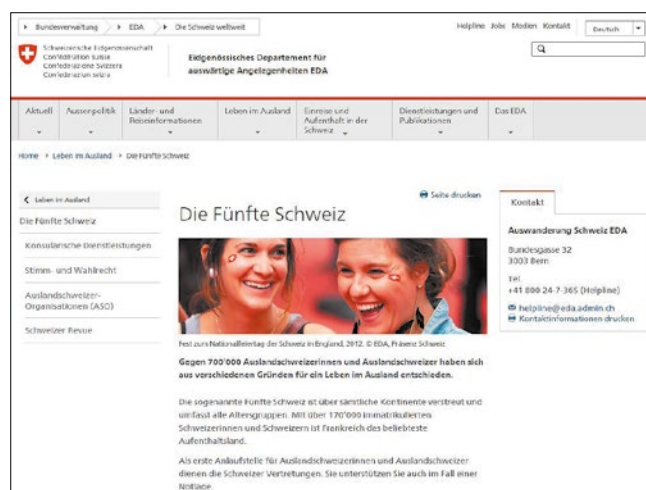 Bundesverwaltung
EDA
Die Schweiz weltweit
Helpline Jobs Medien Kontakt
Deutsch
Schweizerische Eidgenossenschaft
Confédération suisse
Confederazione Svizzera
Confederaziun svizra
Eidgenössisches Departement für
auswärtige Angelegenheiten EDA
Aktuell
Aussenpolitik
Länder- und
Reiseinformationen
Leben im Ausland
Einreise und
Aufenthalt in der
Schweiz
Dienstleistungen und
Publikationen
Das EDA
Home Leben im Ausland Die Fünfte Schweiz
Leben im Ausland
Die Fünfte Schweiz
Konsularische Dienstleistungen
Stimm- und Wahlrecht
Auslandschweizer-
Organisationen (ASO)
Schweizer Revue
Seite drucken
Die Fünfte Schweiz
Fest zum Nationalfeiertag der Schweiz in England, 2012. © EDA, Präsenz Schweiz
Gegen 700'000 Auslandschweizerinnen und Auslandschweizer haben sich
aus verschiedenen Gründen für ein Leben im Ausland entschieden.
Die sogenannte Fünfte Schweiz ist über sämtliche Kontinente verstreut und
umfasst alle Altersgruppen. Mit über 170'000 immatrikulierten
Schweizerinnen und Schweizern ist Frankreich das beliebteste
Aufenthaltsland.
Als erste Anlaufstelle für Auslandschweizerinnen und Auslandschweizer
dienen die Schweizer Vertretungen. Sie unterstützen Sie auch im Fall einer
Notlage.
Kontakt
Auswanderung Schweiz EDA
Bundesgasse 32
3003 Bern
Tel
+41 800 24-7-365 (Helpline)
helpline@eda.admin.ch
Kontaktinformationen drucken